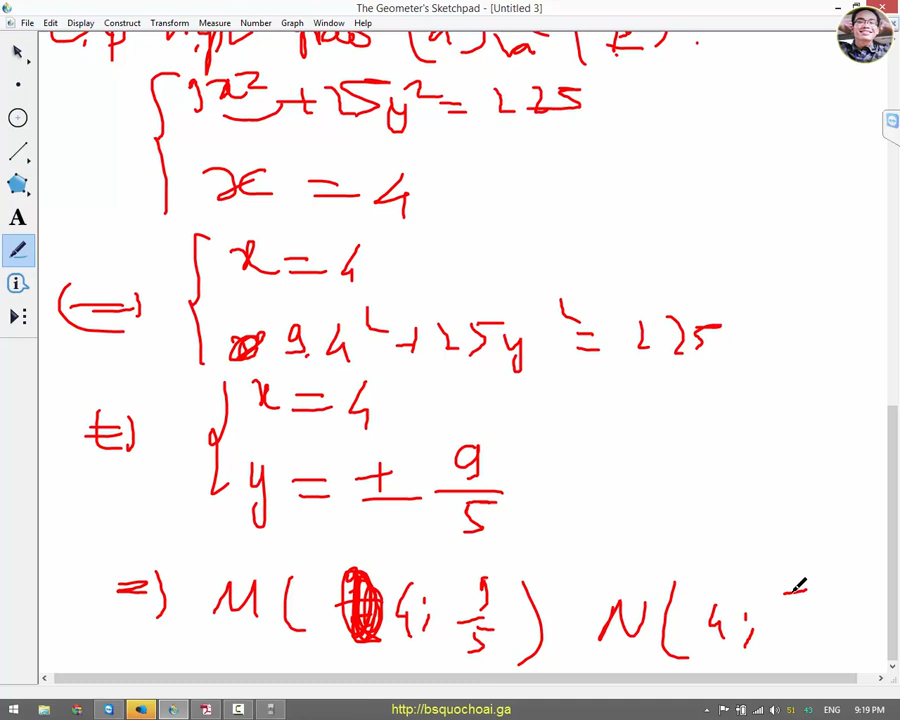 The Geometer's Sketchpad - [Untitled 3]
File Edit Display Construct Transform Measure Number Graph Window Help
9x² + 25y² = 225
x = 4
x = 4
9.4² + 25y² = 225
x = 4
y = ± 9/5
=) M( 4; 9/5 ) N( 4; -
http://bsquochoai.ga
51 43 ENG 9:19 PM